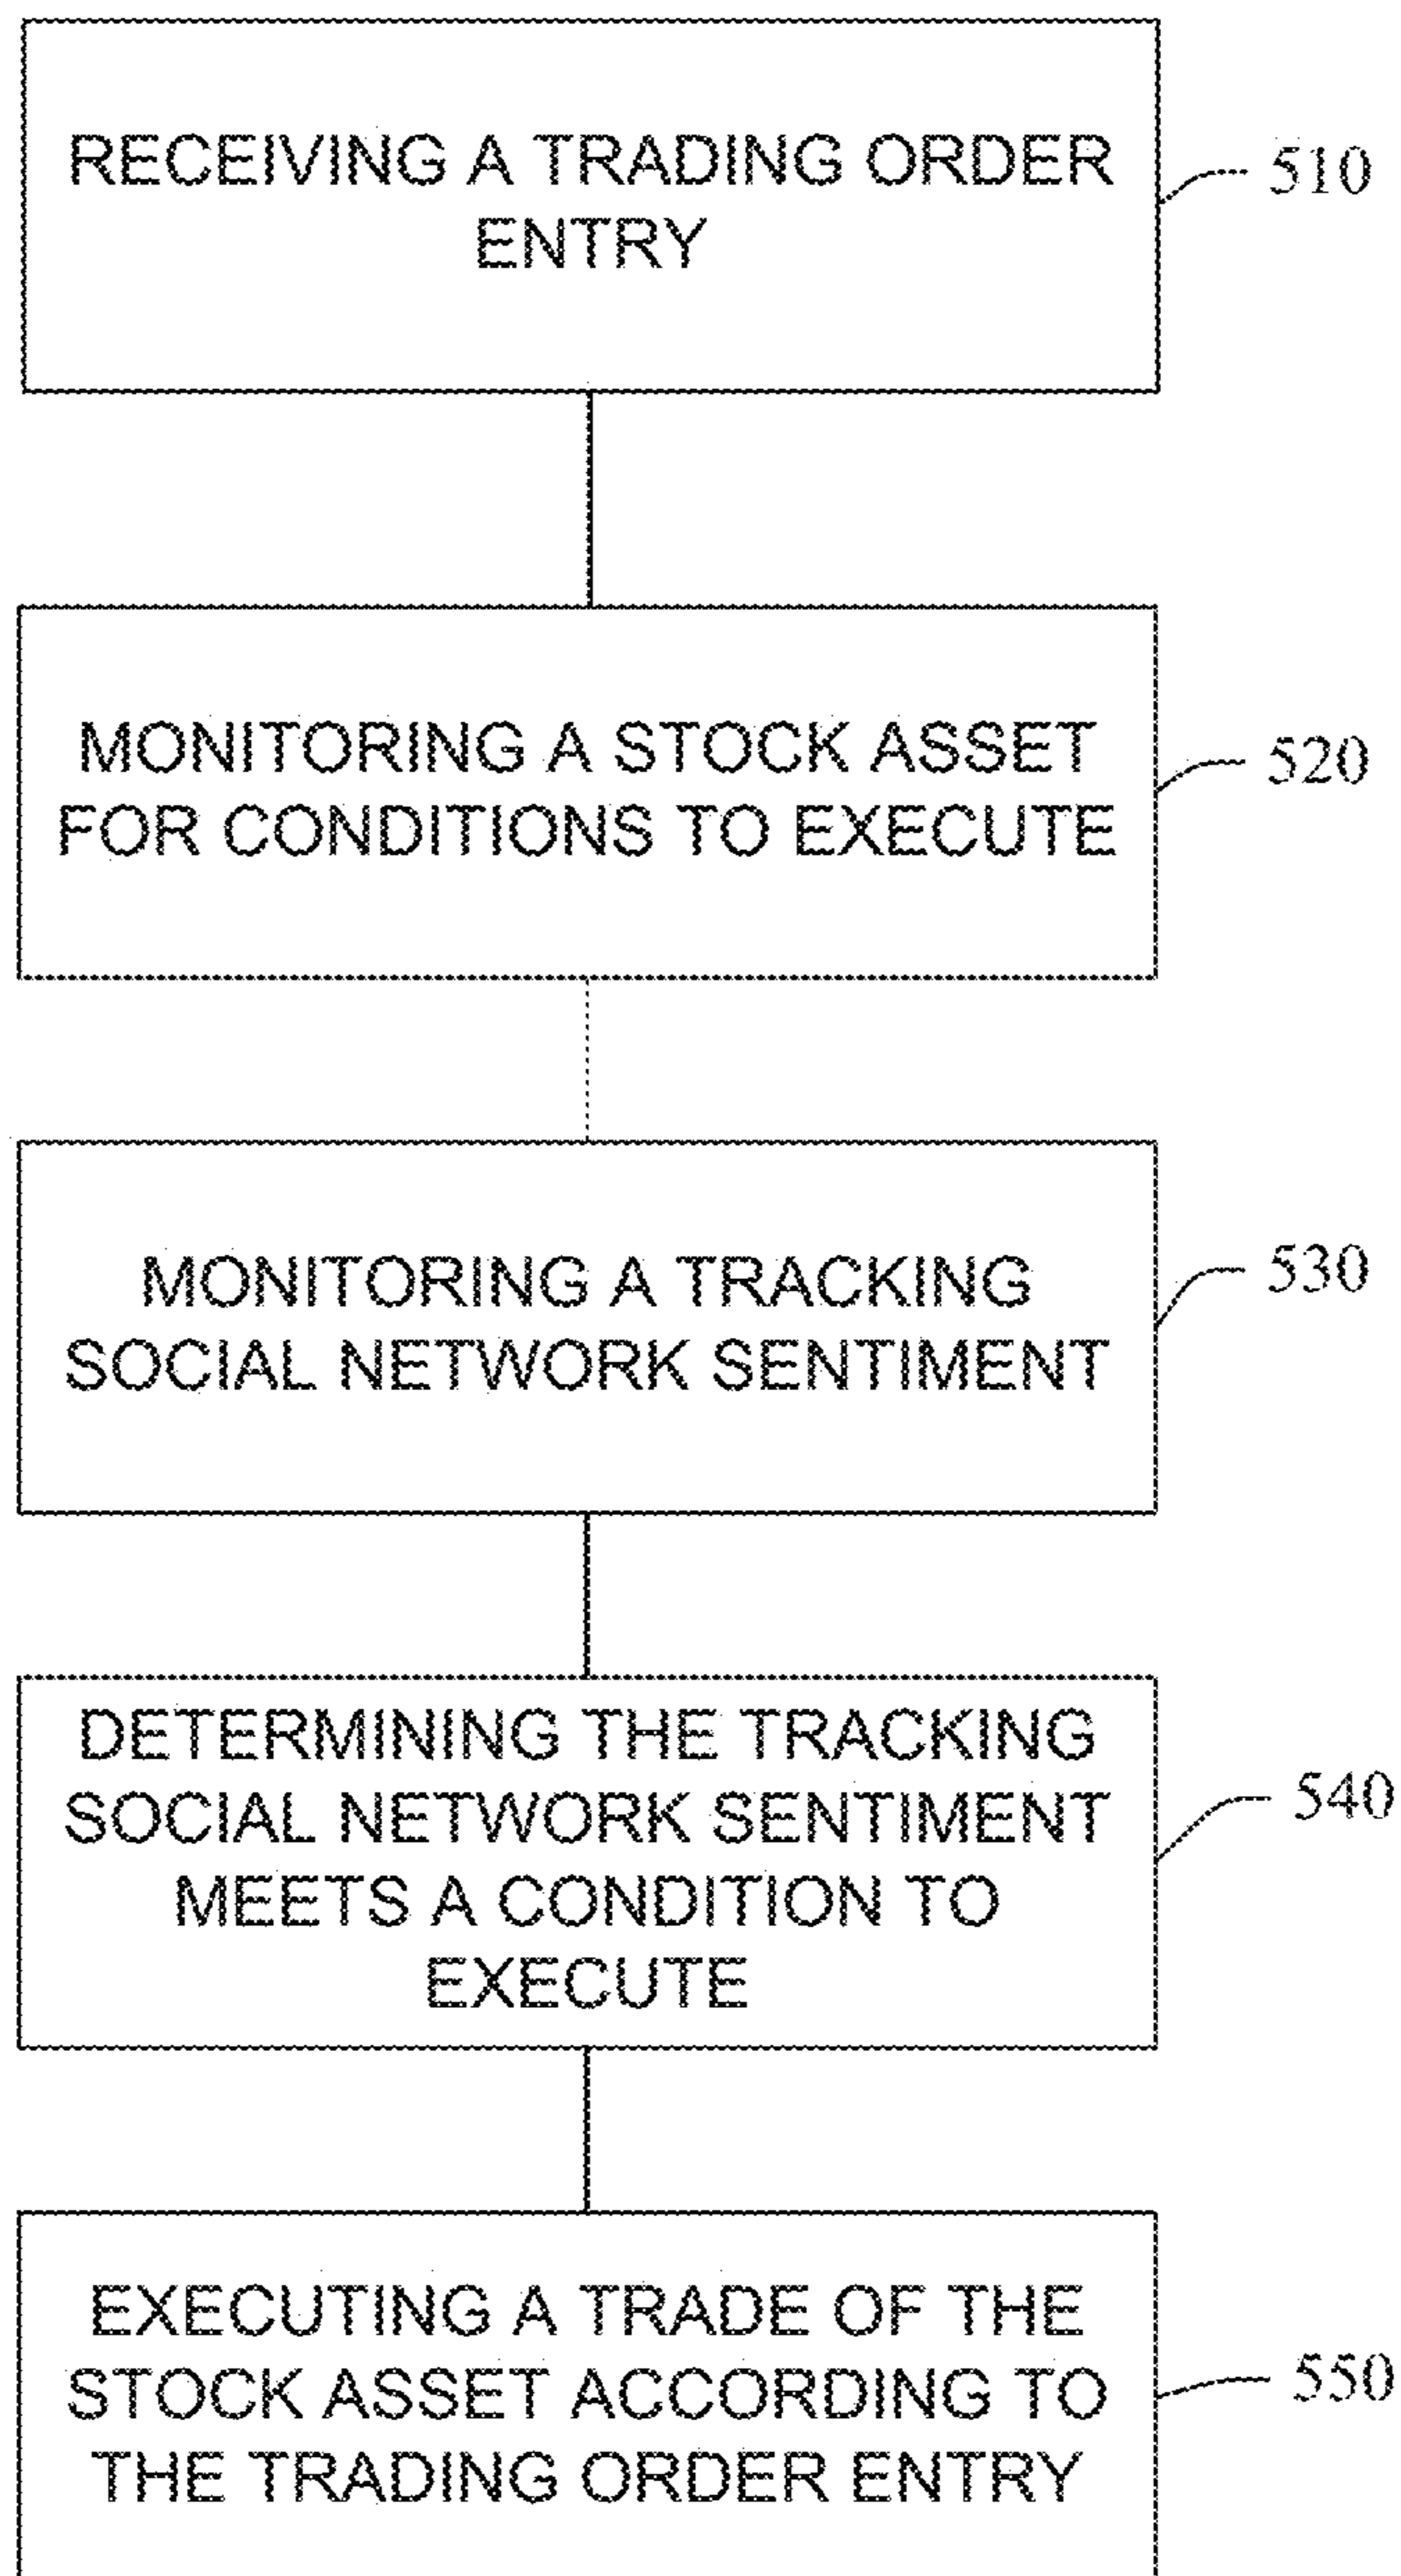 RECEIVING A TRADING ORDER
ENTRY
510
MONITORING A STOCK ASSET
FOR CONDITIONS TO EXECUTE
520
MONITORING A TRACKING
SOCIAL NETWORK SENTIMENT
530
DETERMINING THE TRACKING
SOCIAL NETWORK SENTIMENT
MEETS A CONDITION TO
EXECUTE
540
EXECUTING A TRADE OF THE
STOCK ASSET ACCORDING TO
THE TRADING ORDER ENTRY
550